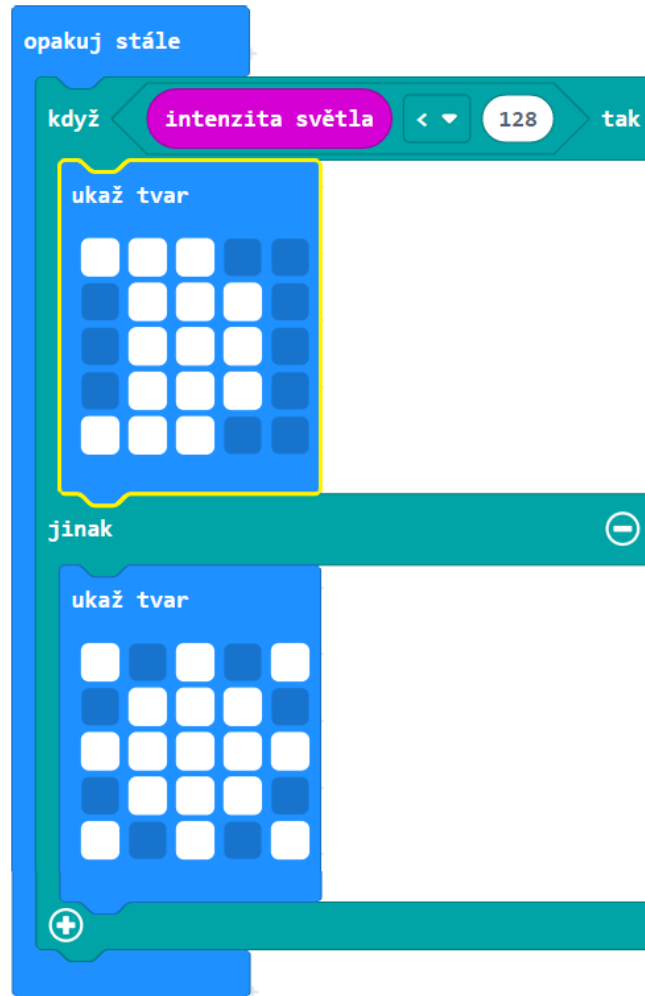 opakuj stále
když intenzita světla < 128 tak
ukaž tvar
jinak
ukaž tvar